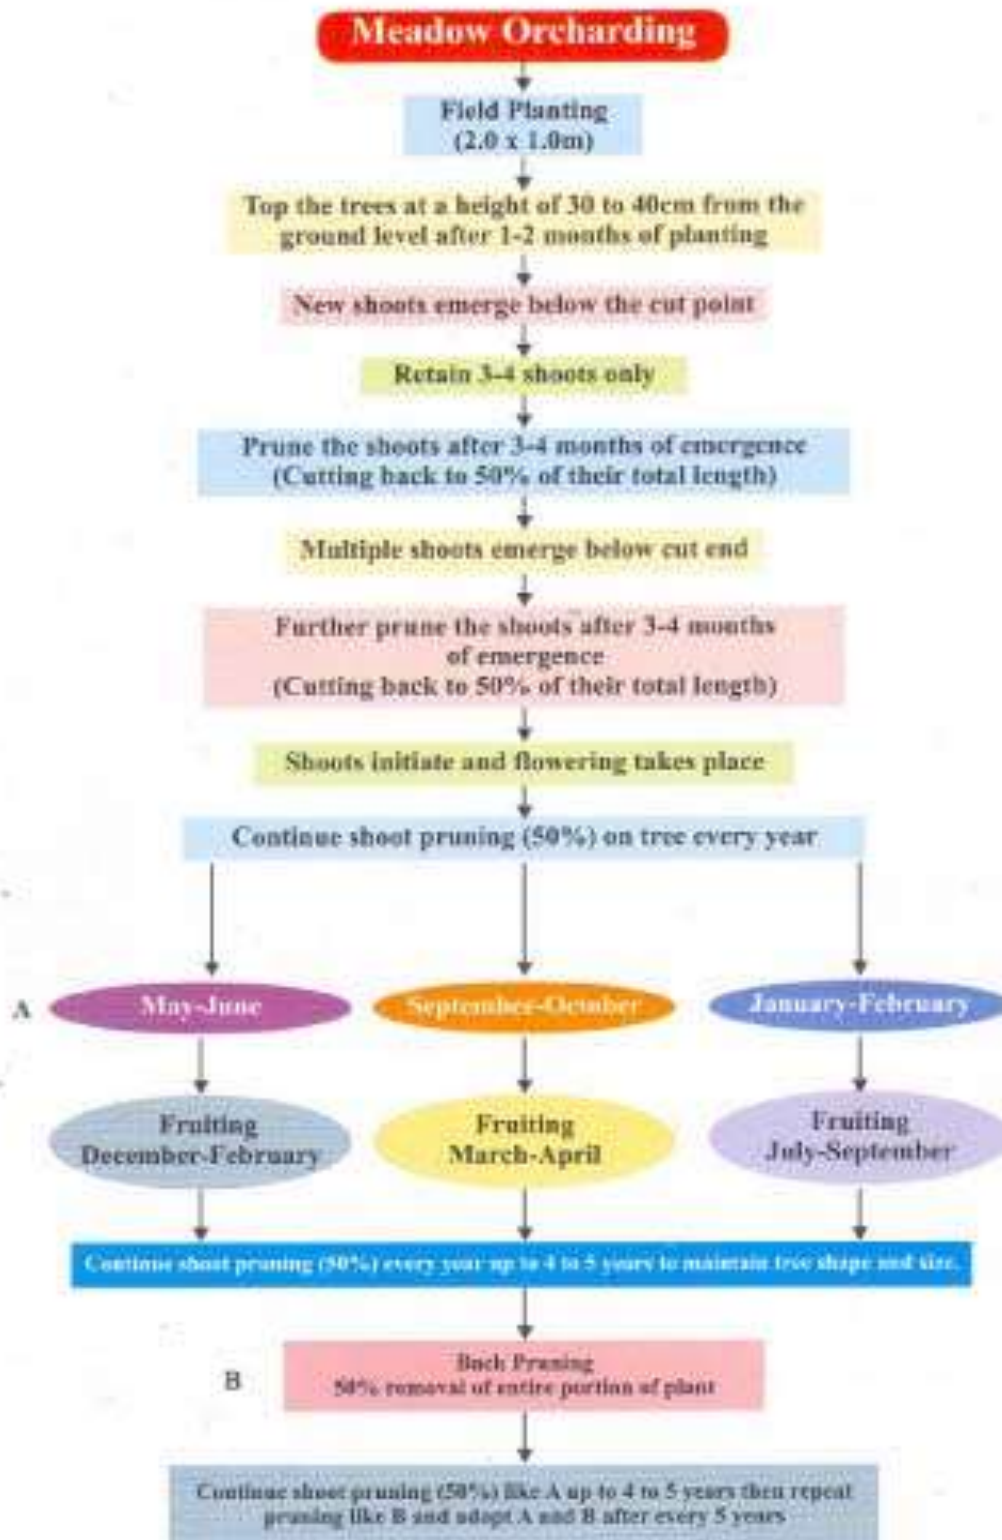 Meadow Orcharding
Field Planting
(2.0 x 1.0m)
Top the trees at a height of 30 to 40cm from the
ground level after 1-2 months of planting
New shoots emerge below the cut point
Retain 3-4 shoots only
Prune the shoots after 3-4 months of emergence
(Cutting back to 50% of their total length)
Multiple shoots emerge below cut end
Further prune the shoots after 3-4 months
of emergence
(Cutting back to 50% of their total length)
Shoots initiate and flowering takes place
Continue shoot pruning (50%) on tree every year
A
May-June
September-October
January-February
Fruiting
December-February
Fruiting
March-April
Fruiting
July-September
Continue shoot pruning (50%) every year up to 4 to 5 years to maintain tree shape and size.
B
Pruning
50% removal of entire portion of plant
Continue shoot pruning (50%) like A up to 4 to 5 years then repeat
pruning like B and adopt A and B after every 5 years